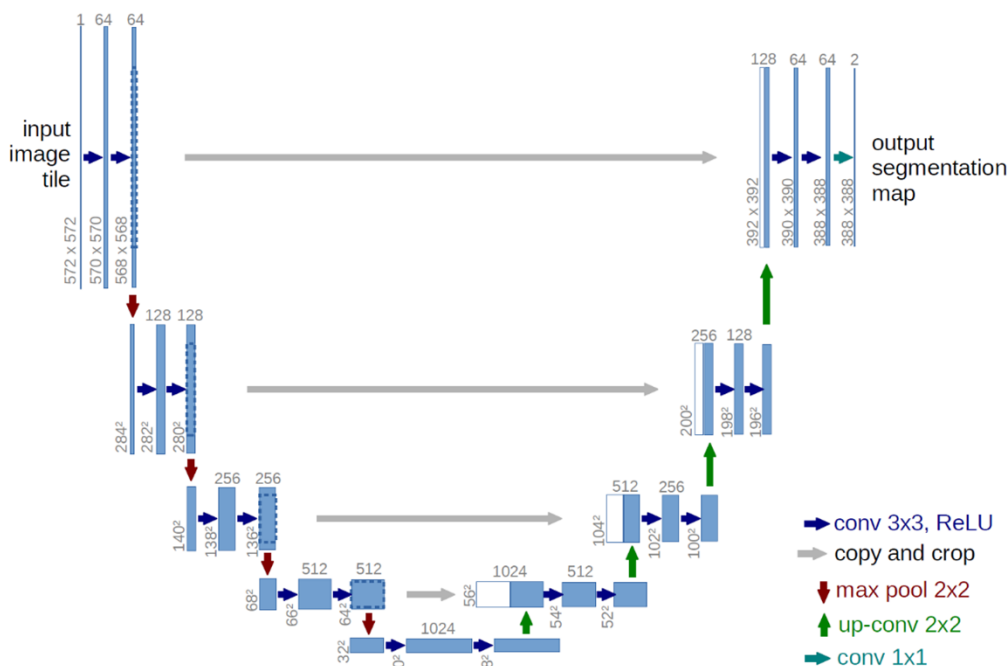 1 64 64
input
image
tile
572 x 572
570 x 570
568 x 568
128 64 64 2
output
segmentation
map
392 x 392
390 x 390
388 x 388
388 x 388
128 128
284²
282²
280²
256 128
200²
198²
196²
256 256
140²
138²
136²
512 256
104²
102²
100²
512 512
68²
66²
64²
1024 512
56²
54²
52²
1024
32²
conv 3x3, ReLU
copy and crop
max pool 2x2
up-conv 2x2
conv 1x1